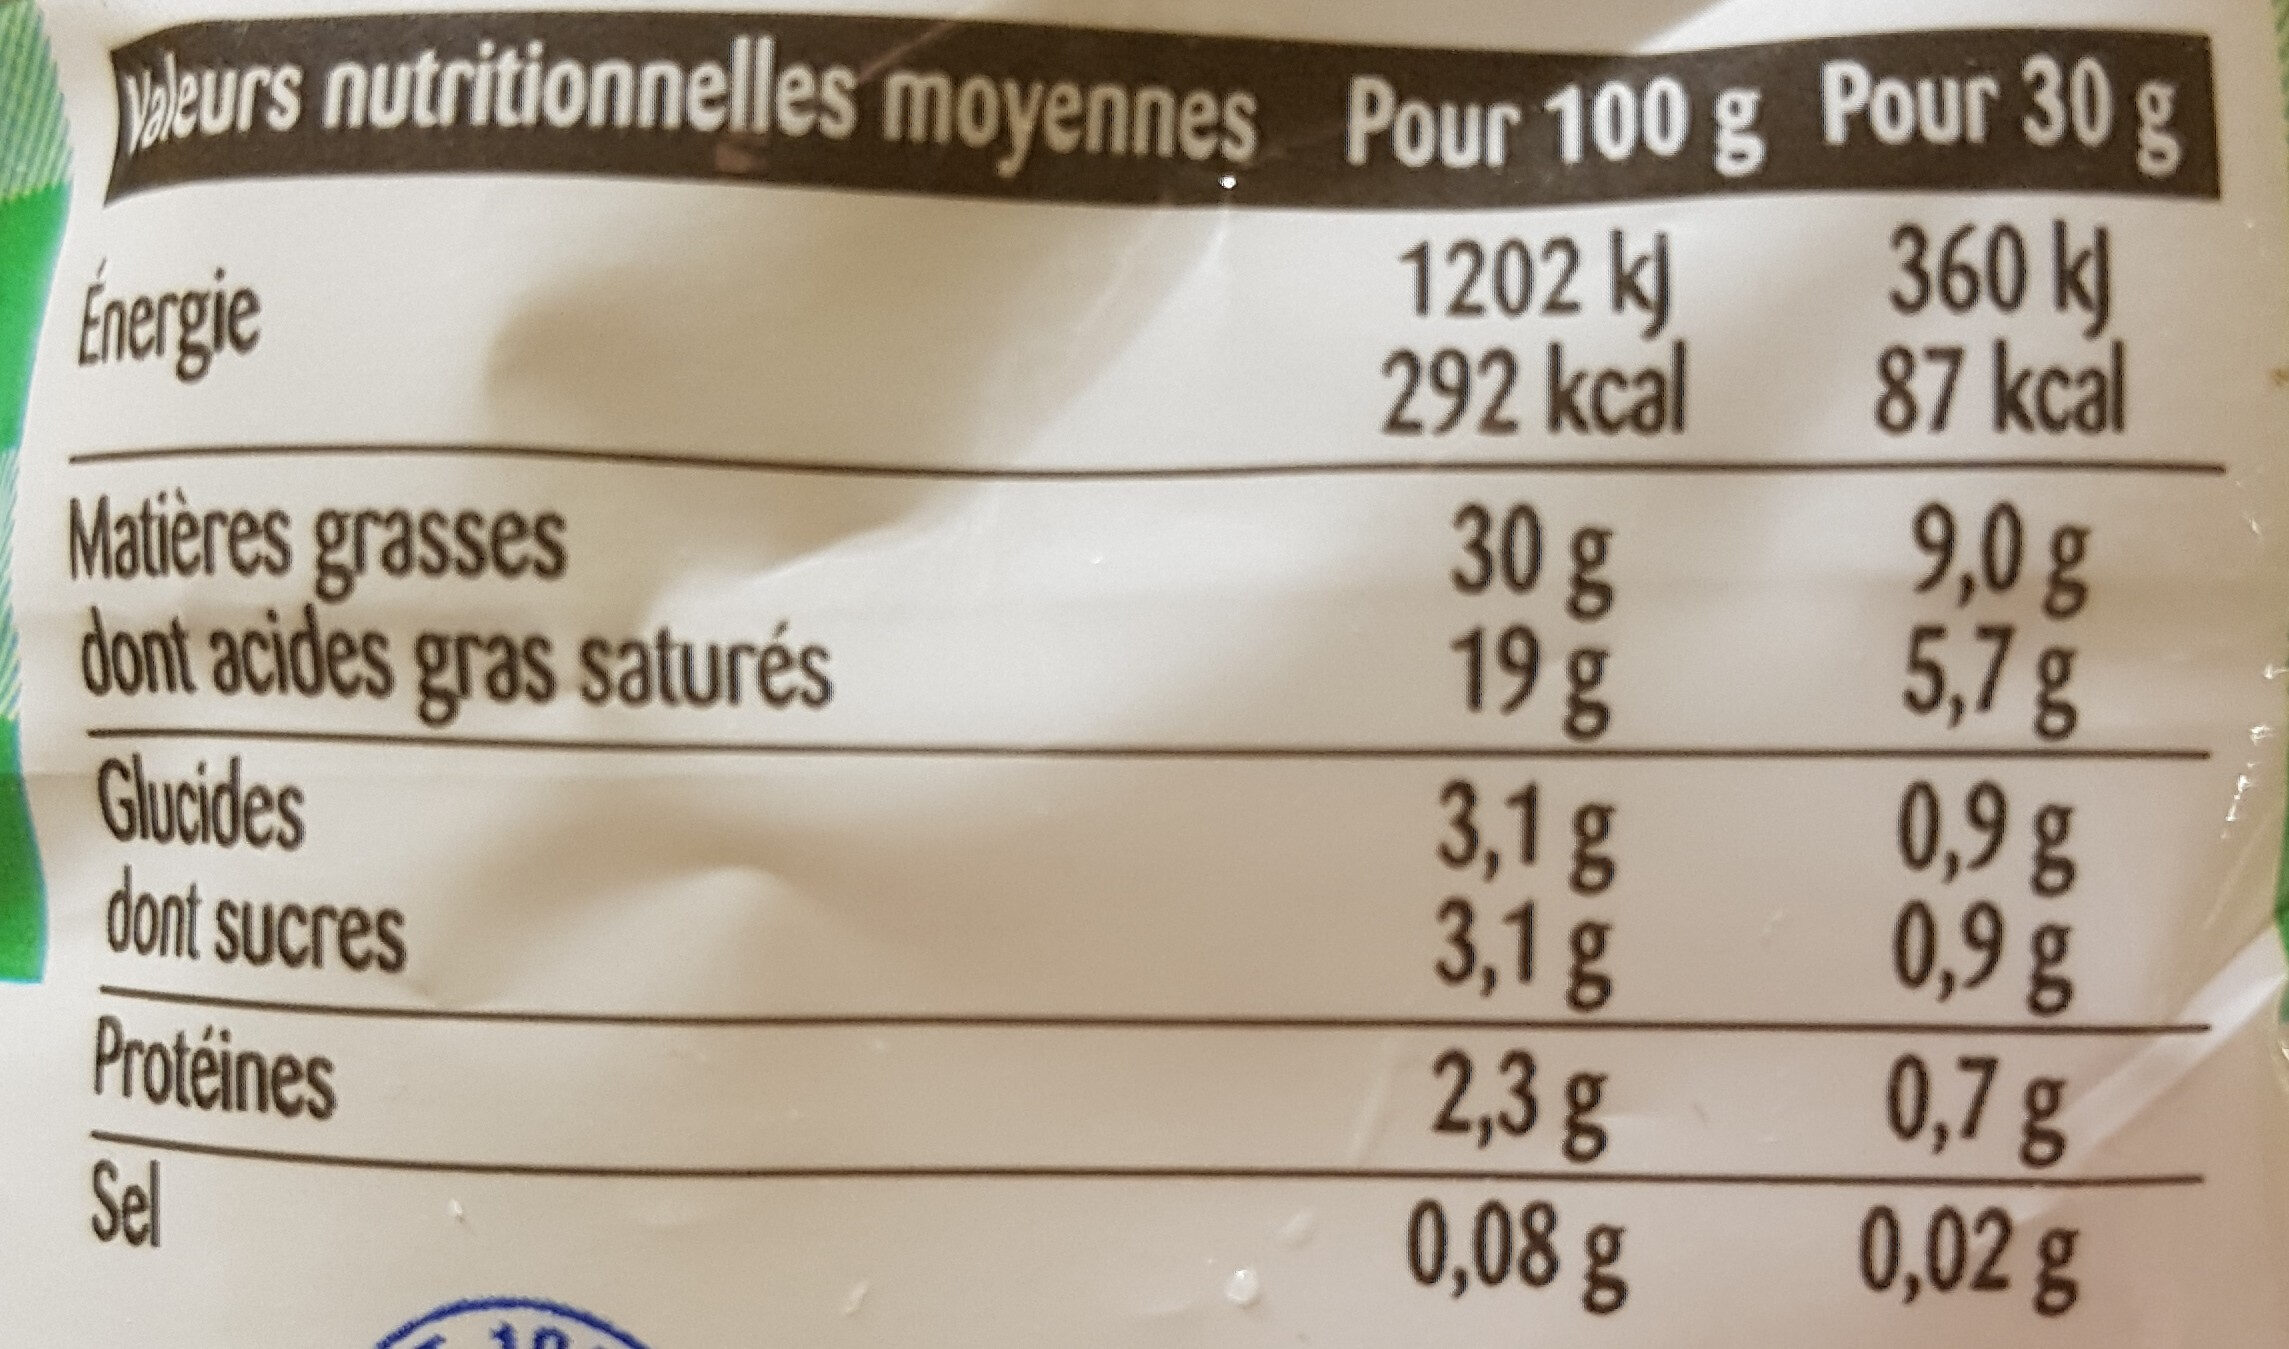 Valeurs nutritionnelles moyennes Pour 100 g Pour 30 g
Énergie 1202 kJ 360 kJ
292 kcal 87 kcal
Matières grasses 30 g 9,0 g
dont acides gras saturés 19 g 5,7 g
Glucides 3,1 g 0,9 g
dont sucres 3,1 g 0,9 g
Protéines 2,3 g 0,7 g
Sel 0,08 g 0,02 g